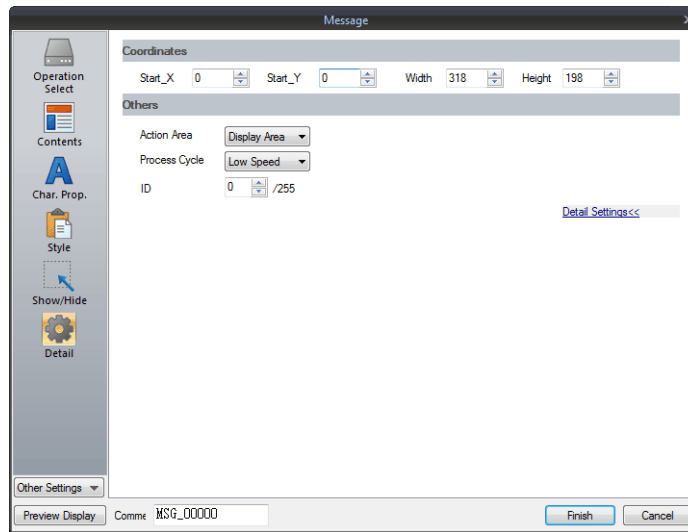 Message
Operation
Select
Contents
Char. Prop.
Style
Show/Hide
Detail
Other Settings
Coordinates
Start_X 0 Start_Y 0 Width 318 Height 198
Others
Action Area Display Area
Process Cycle Low Speed
ID 0 /255
Detail Settings<<
Preview Display Comme MSG_00000 Finish Cancel